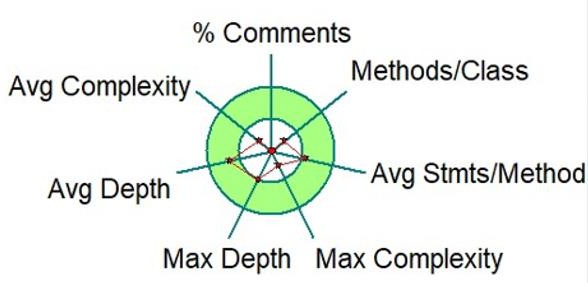 % Comments
Methods/Class
Avg Complexity
Avg Stmts/Method
Avg Depth
Max Depth
Max Complexity